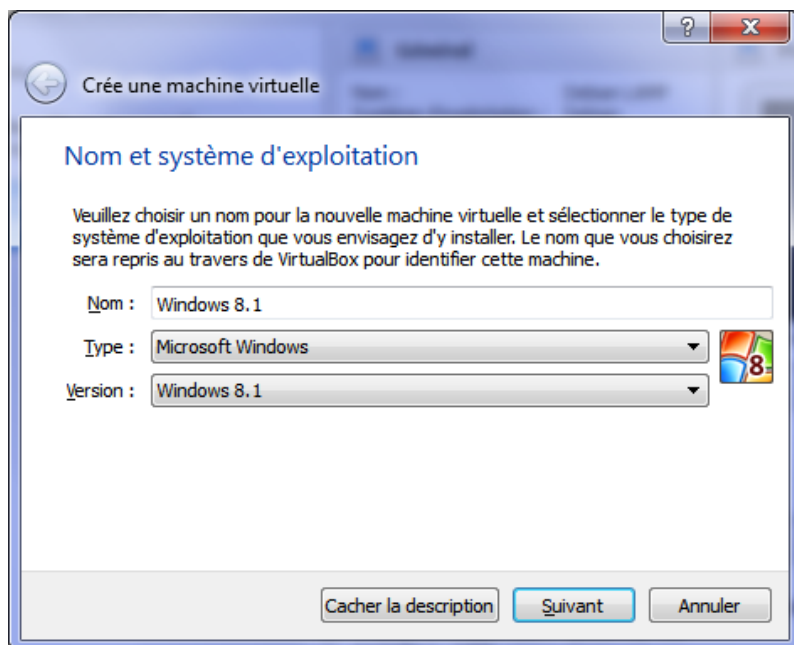 ?
X
Crée une machine virtuelle
Nom et système d'exploitation
Veuillez choisir un nom pour la nouvelle machine virtuelle et sélectionner le type de
système d'exploitation que vous envisagez d'y installer. Le nom que vous choisirez
sera repris au travers de VirtualBox pour identifier cette machine.
Nom : Windows 8.1
Type : Microsoft Windows
8
Version : Windows 8.1
Cacher la description Suivant Annuler